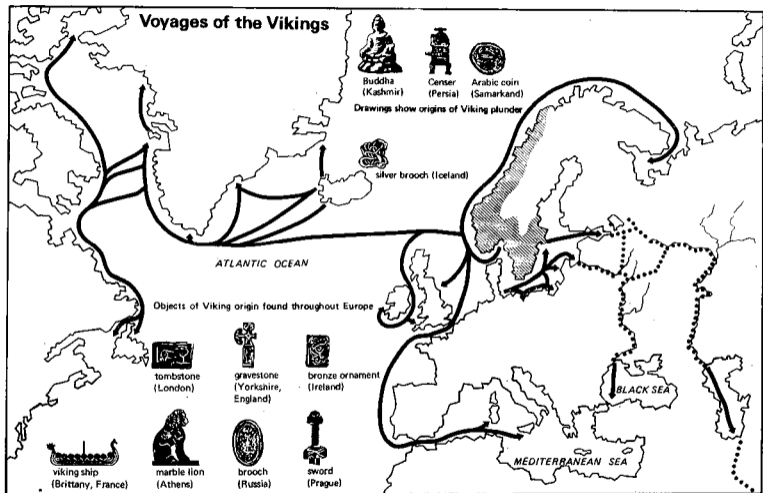 Voyages of the Vikings
Buddha
(Kashmir)
Censer
(Persia)
Arabic coin
(Samarkand)
Drawings show origins of Viking plunder
silver brooch (Iceland)
ATLANTIC OCEAN
Objects of Viking origin found throughout Europe
tombstone
(London)
gravestone
(Yorkshire,
England)
bronze ornament
(Ireland)
BLACK SEA
viking ship
(Brittany, France)
marble lion
(Athens)
brooch
(Russia)
sword
(Prague)
MEDITERRANEAN SEA